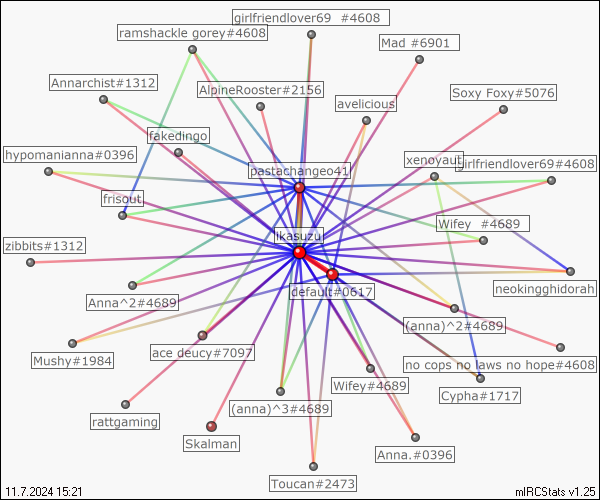 girlfriendlover69 #4608
ramshackle gorey#4608
Mad #6901
Annarchist#1312
AlpineRooster#2156
Soxy Foxy#5076
avelicious
fakedingo
hypomanianna#0396
xenoyaut
girlfriendlover69#4608
pastachangeo41
frisout
Wifey #4689
ikasuzu
zibbits#1312
neokingghidorah
default#0617
Anna^2#4689
(anna)^2#4689
ace deucy#7097
Mushy#1984
no cops no laws no hope#4608
Wifey#4689
Cypha#1717
(anna)^3#4689
rattgaming
Skalman
Anna.#0396
Toucan#2473
11.7.2024 15:21
mIRCStats v1.25